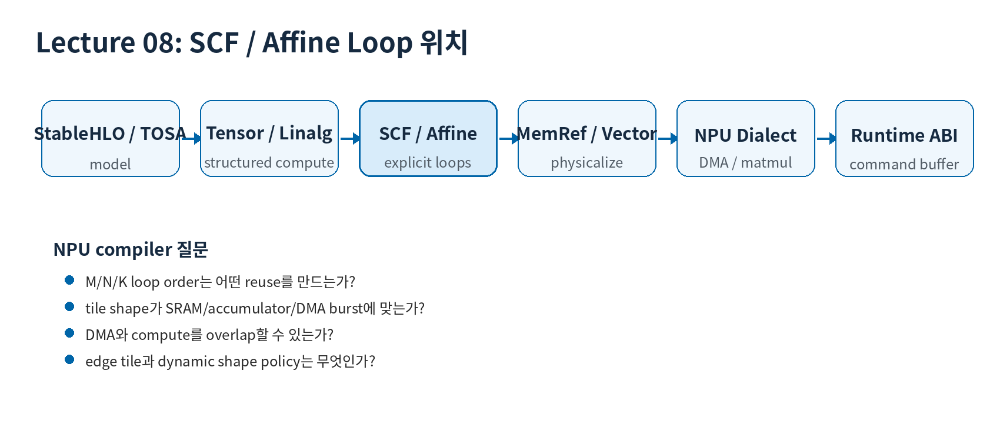 Lecture 08: SCF / Affine Loop 위치
StableHLO / TOSA
model
Tensor / Linalg
structured compute
SCF / Affine
explicit loops
MemRef / Vector
physicalize
NPU Dialect
DMA / matmul
Runtime ABI
command buffer
NPU compiler 질문
M/N/K loop order는 어떤 reuse를 만드는가?
tile shape가 SRAM/accumulator/DMA burst에 맞는가?
DMA와 compute를 overlap할 수 있는가?
edge tile과 dynamic shape policy는 무엇인가?